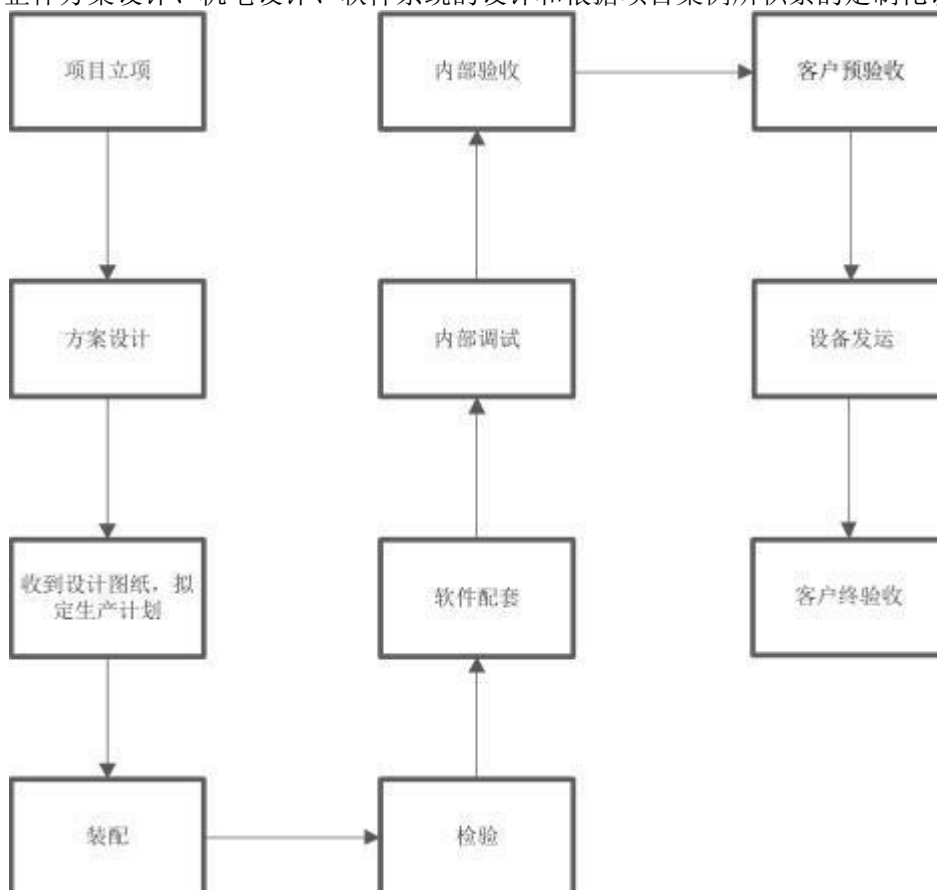 项目立项
方案设计
收到设计图纸，拟
定生产计划
装配
检验
软件配套
内部调试
内部验收
客户预验收
设备发运
客户终验收